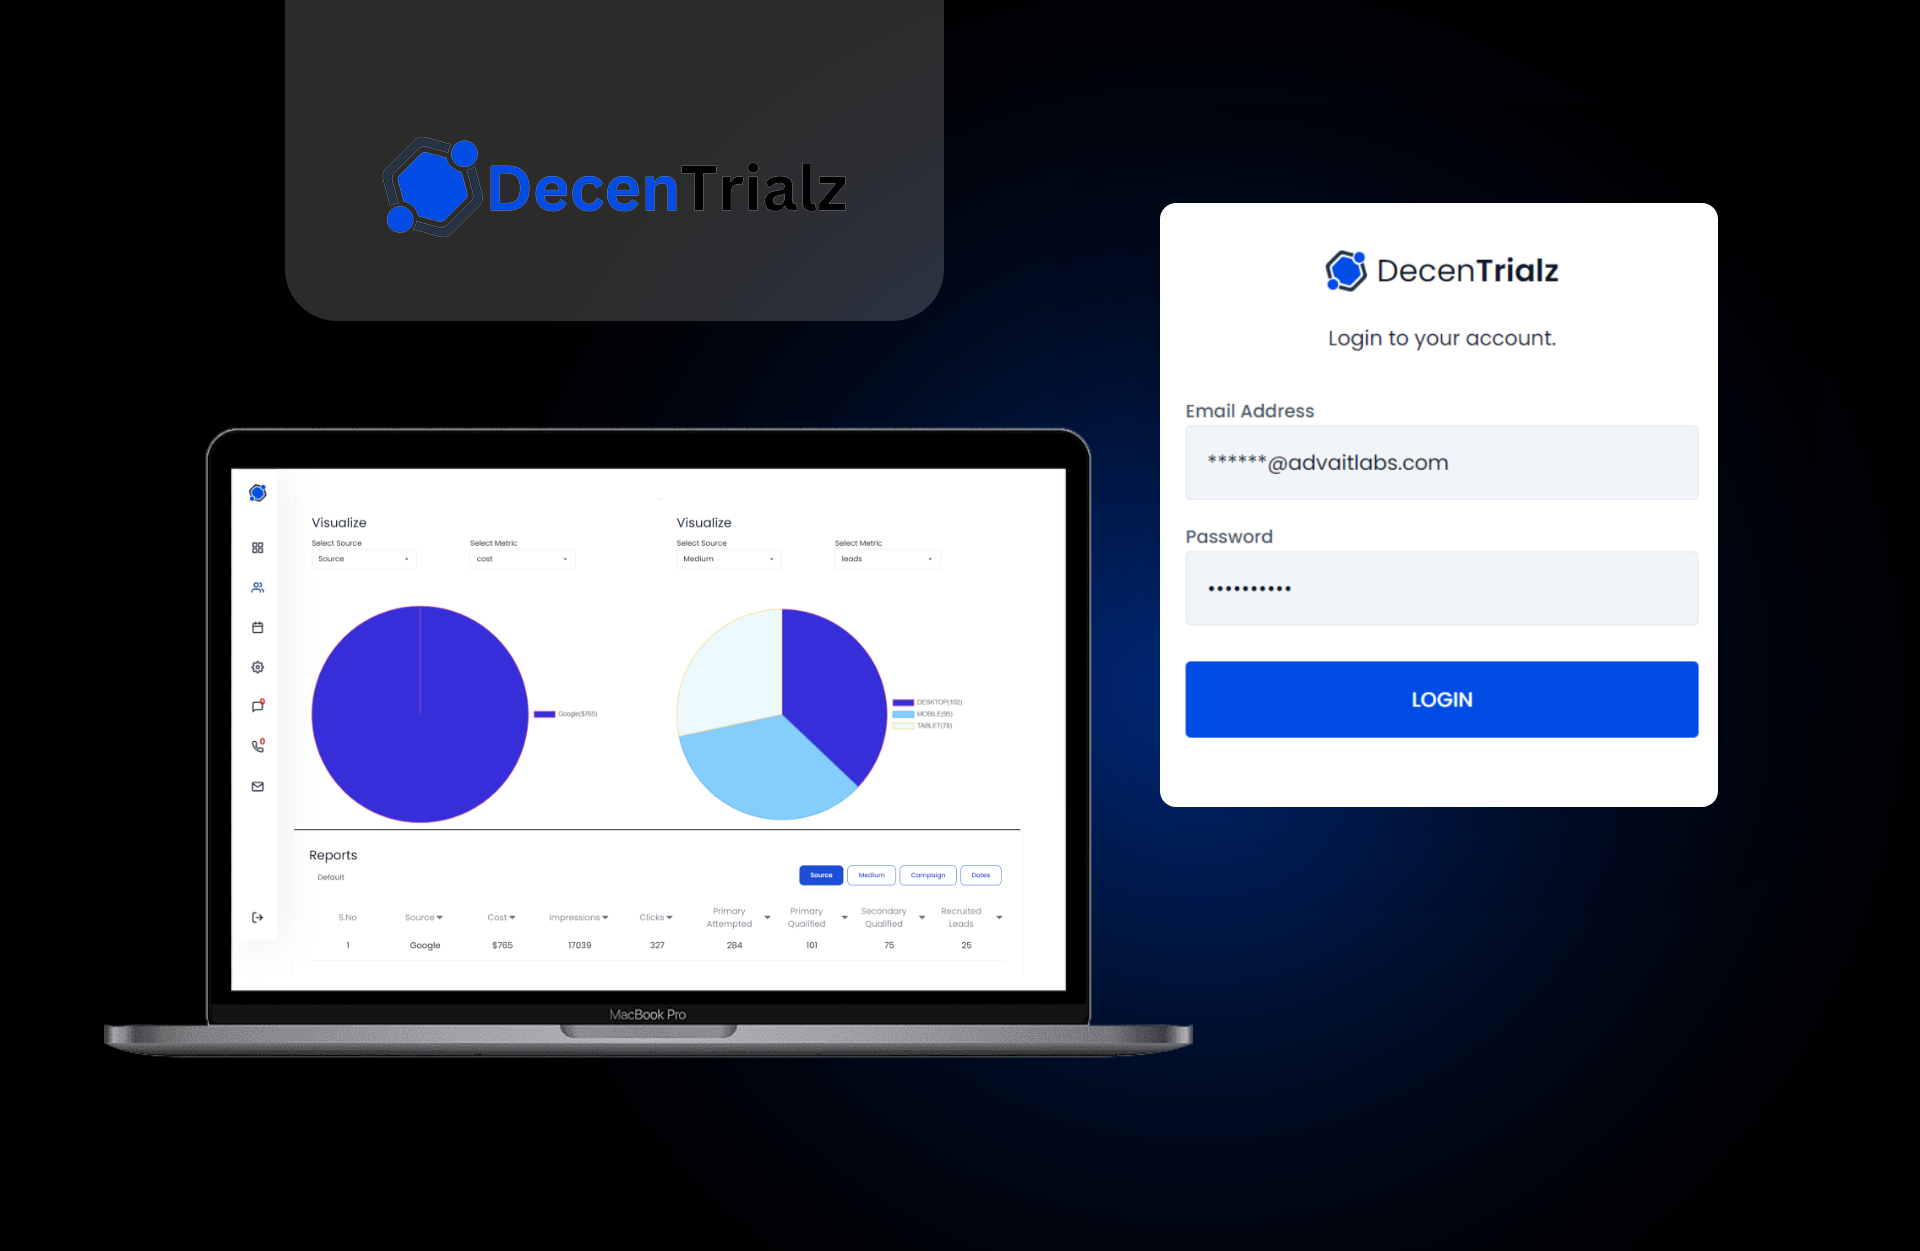 DecenTrialz
DecenTrialz
Login to your account.
Email Address
******@advaitlabs.com
Password
••••••••••
LOGIN
Visualize
Select Source
Select Metric
Source
cost
Google($765)
Visualize
Select Source
Select Metric
Medium
leads
DESKTOP(102)
MOBILE(95)
TABLET(78)
Reports
Default
Source
Medium
Campaign
Dates
S.No Source Cost Impressions Clicks Primary Attempted Primary Qualified Secondary Qualified Recruited Leads
1 Google $765 17039 327 284 101 75 25
0
0
MacBook Pro